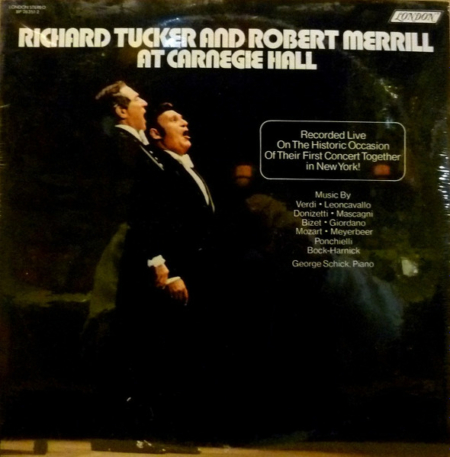 LONDON STEREO
LONDON
RICHARD TUCKER AND ROBERT MERRILL
AT CARNEGIE HALL
Recorded Live
On The Historic Occasion
Of Their First Concert Together
in New York!
Music By
Verdi • Leoncavallo
Donizetti • Mascagni
Bizet • Giordano
Mozart • Meyerbeer
Ponchielli
Bock-Harnick
George Schick, Piano